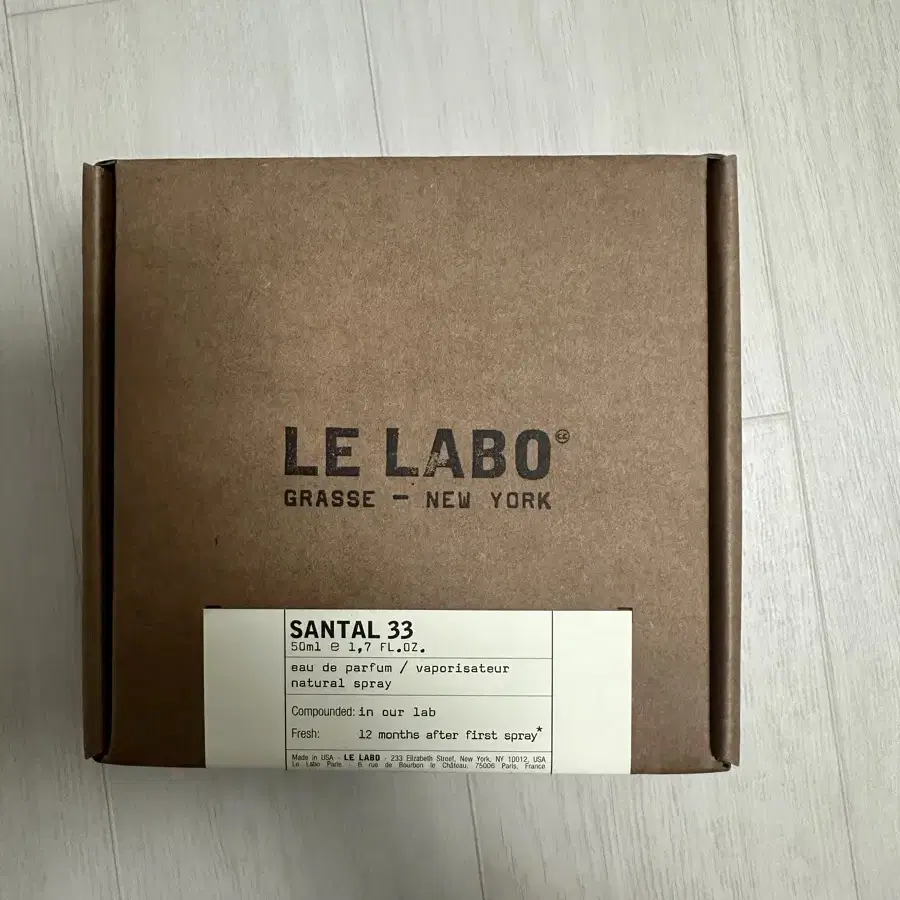 LE LABO
GRASSE — NEW YORK
SANTAL 33
50ml ℮ 1,7 FL.OZ.
eau de parfum / vaporisateur
natural spray
Compounded: in our lab
Fresh: 12 months after first spray*
Made in USA - LE LABO - 233 Elizabeth Street, New York, NY 10012, USA
Le Labo Paris - 6 rue de Bourbon le Château, 75006 Paris, France